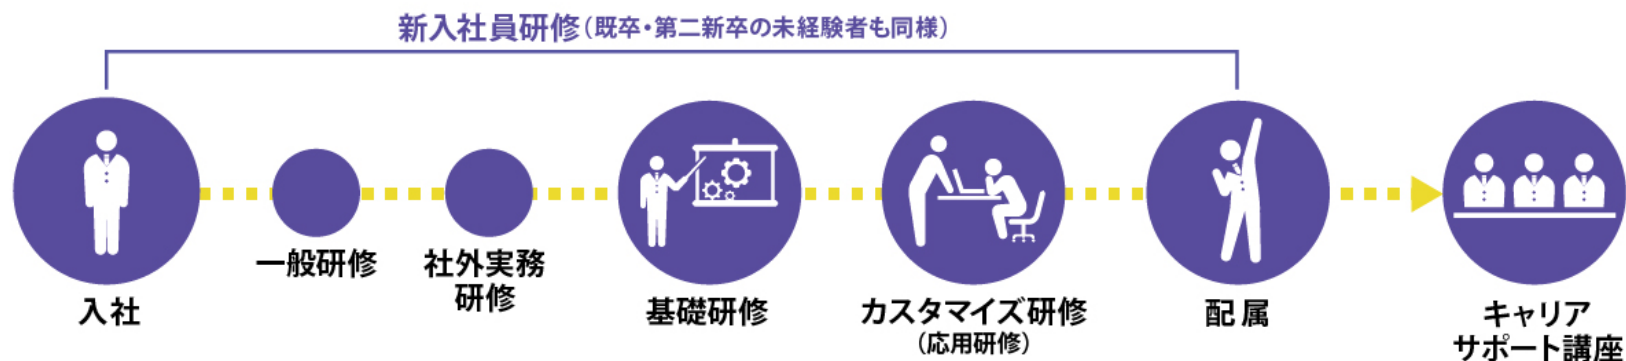 新入社員研修（既卒・第二新卒の未経験者も同様）
入社
一般研修
社外実務
研修
基礎研修
カスタマイズ研修
（応用研修）
配属
キャリア
サポート講座